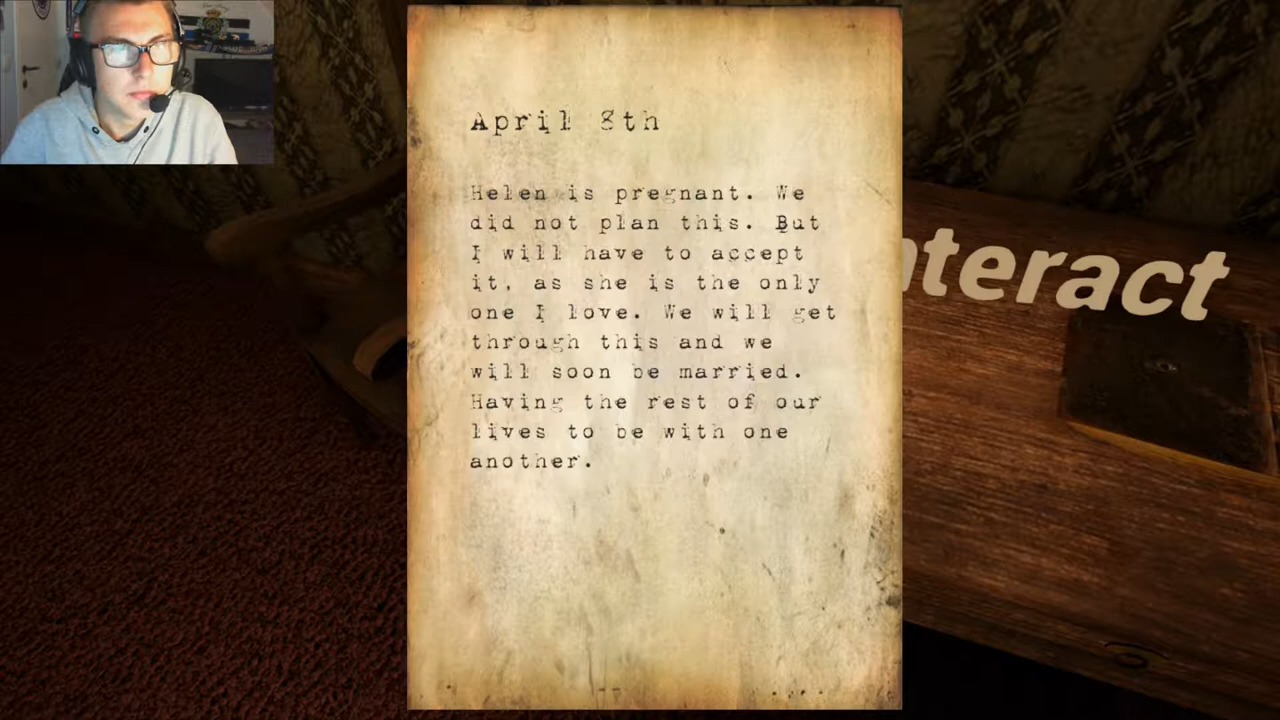 April 8th
Helen is pregnant. We
did not plan this. But
I will have to accept
it, as she is the only
one I love. We will get
through this and we
will soon be married.
Having the rest of our
lives to be with one
another.
nteract